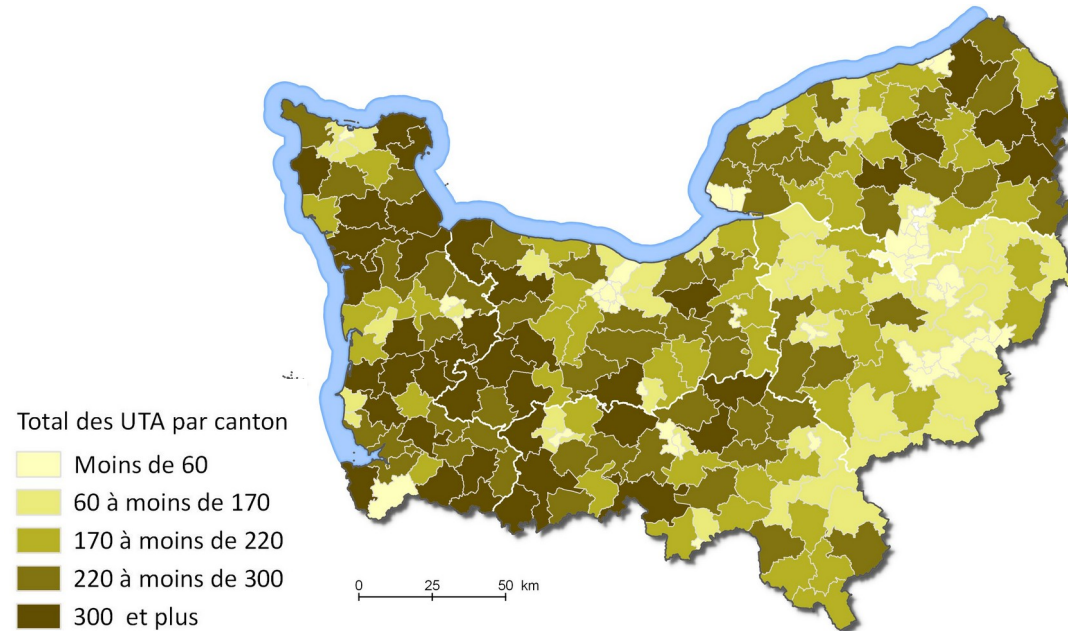 Total des UTA par canton
Moins de 60
60 à moins de 170
170 à moins de 220
220 à moins de 300
300 et plus
0 25 50 km